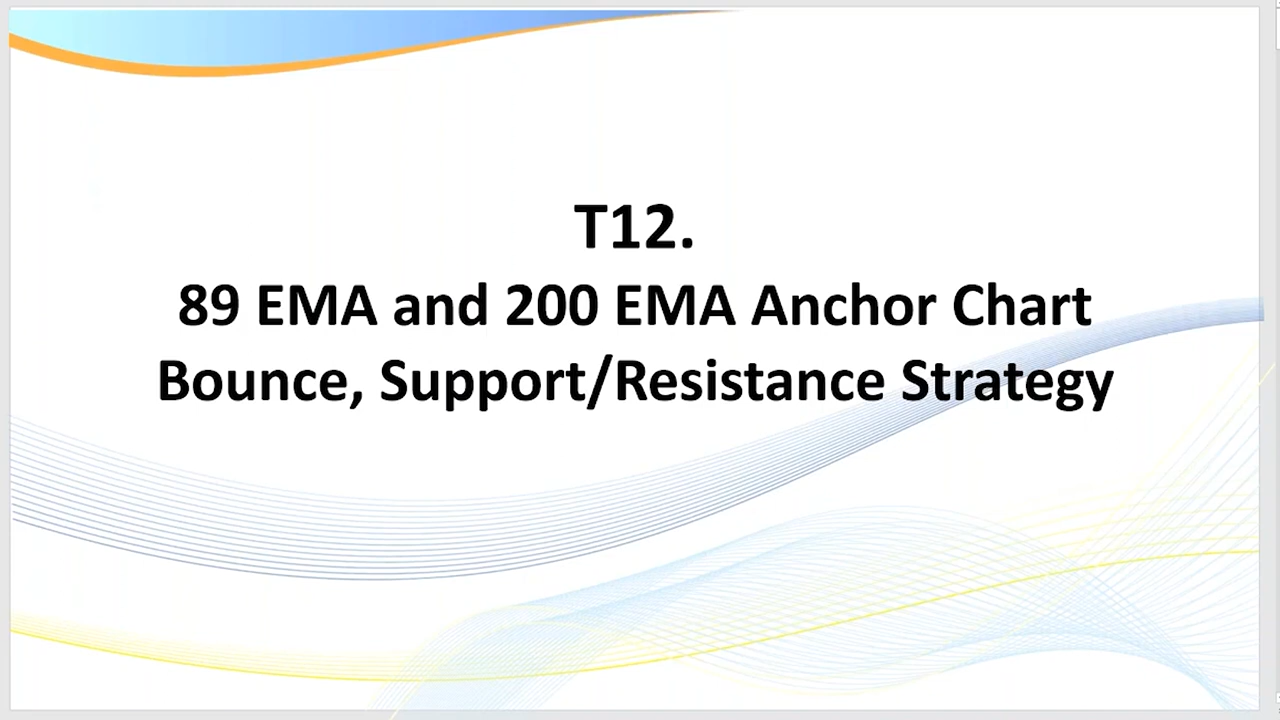 T12.
89 EMA and 200 EMA Anchor Chart
Bounce, Support/Resistance Strategy